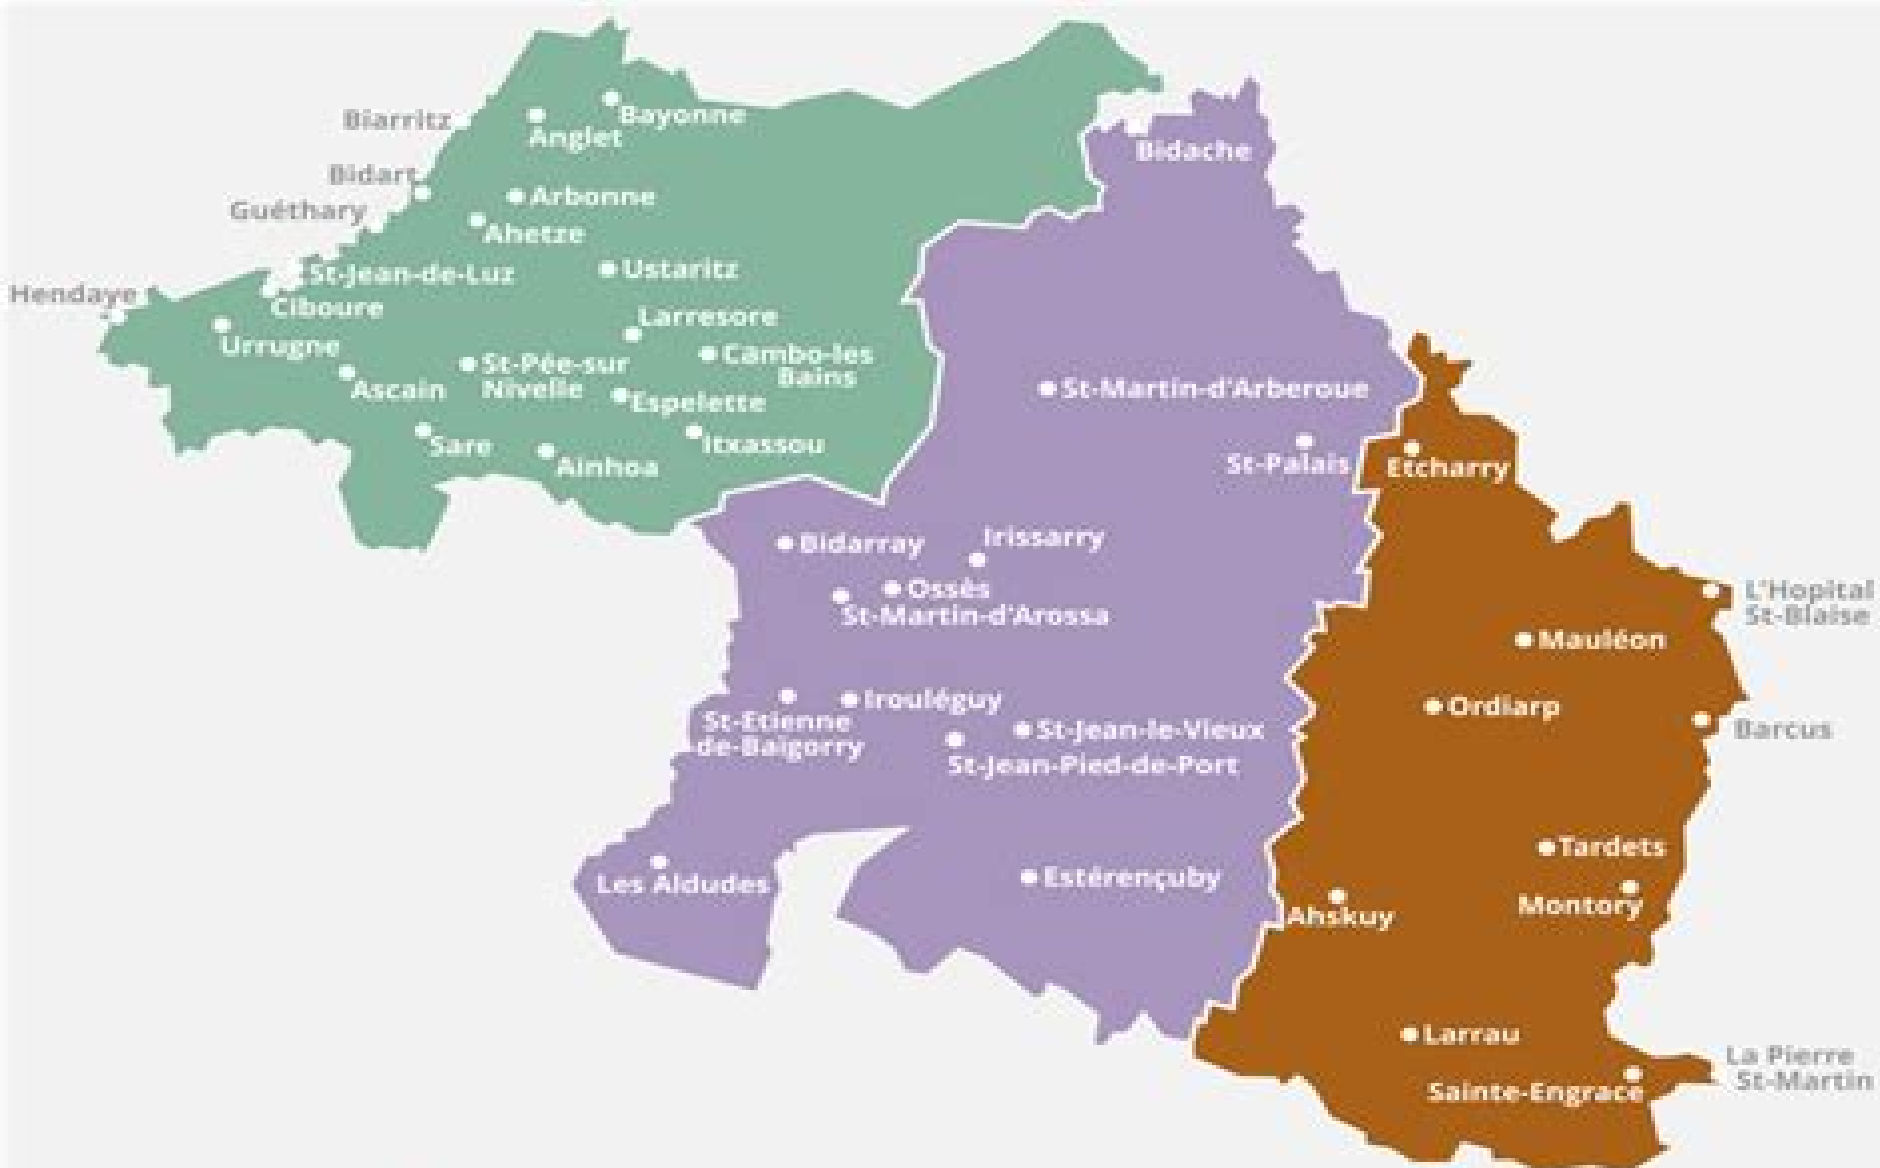 Bayonne
Biarritz
Anglet
Bidache
Bidart
Arbonne
Guéthary
Ahetze
St-Jean-de-Luz
Ustaritz
Hendaye
Ciboure
Larresore
Urrugne
Cambo-les
Bains
St-Pée-sur
Nivelle
Ascain
Espelette
St-Martin-d'Arberoue
Sare
Itxassou
Ainhoa
St-Palais
Etcharry
Bidarray
Irissarry
Ossès
St-Martin-d'Arossa
L'Hopital
St-Blaise
Mauléon
Irouléguy
Ordiarp
St-Etienne
de-Baïgorry
St-Jean-le-Vieux
Barcus
St-Jean-Pied-de-Port
Tardets
Les Aldudes
Estérençuby
Montory
Ahskuy
Larrau
La Pierre
St-Martin
Sainte-Engrace